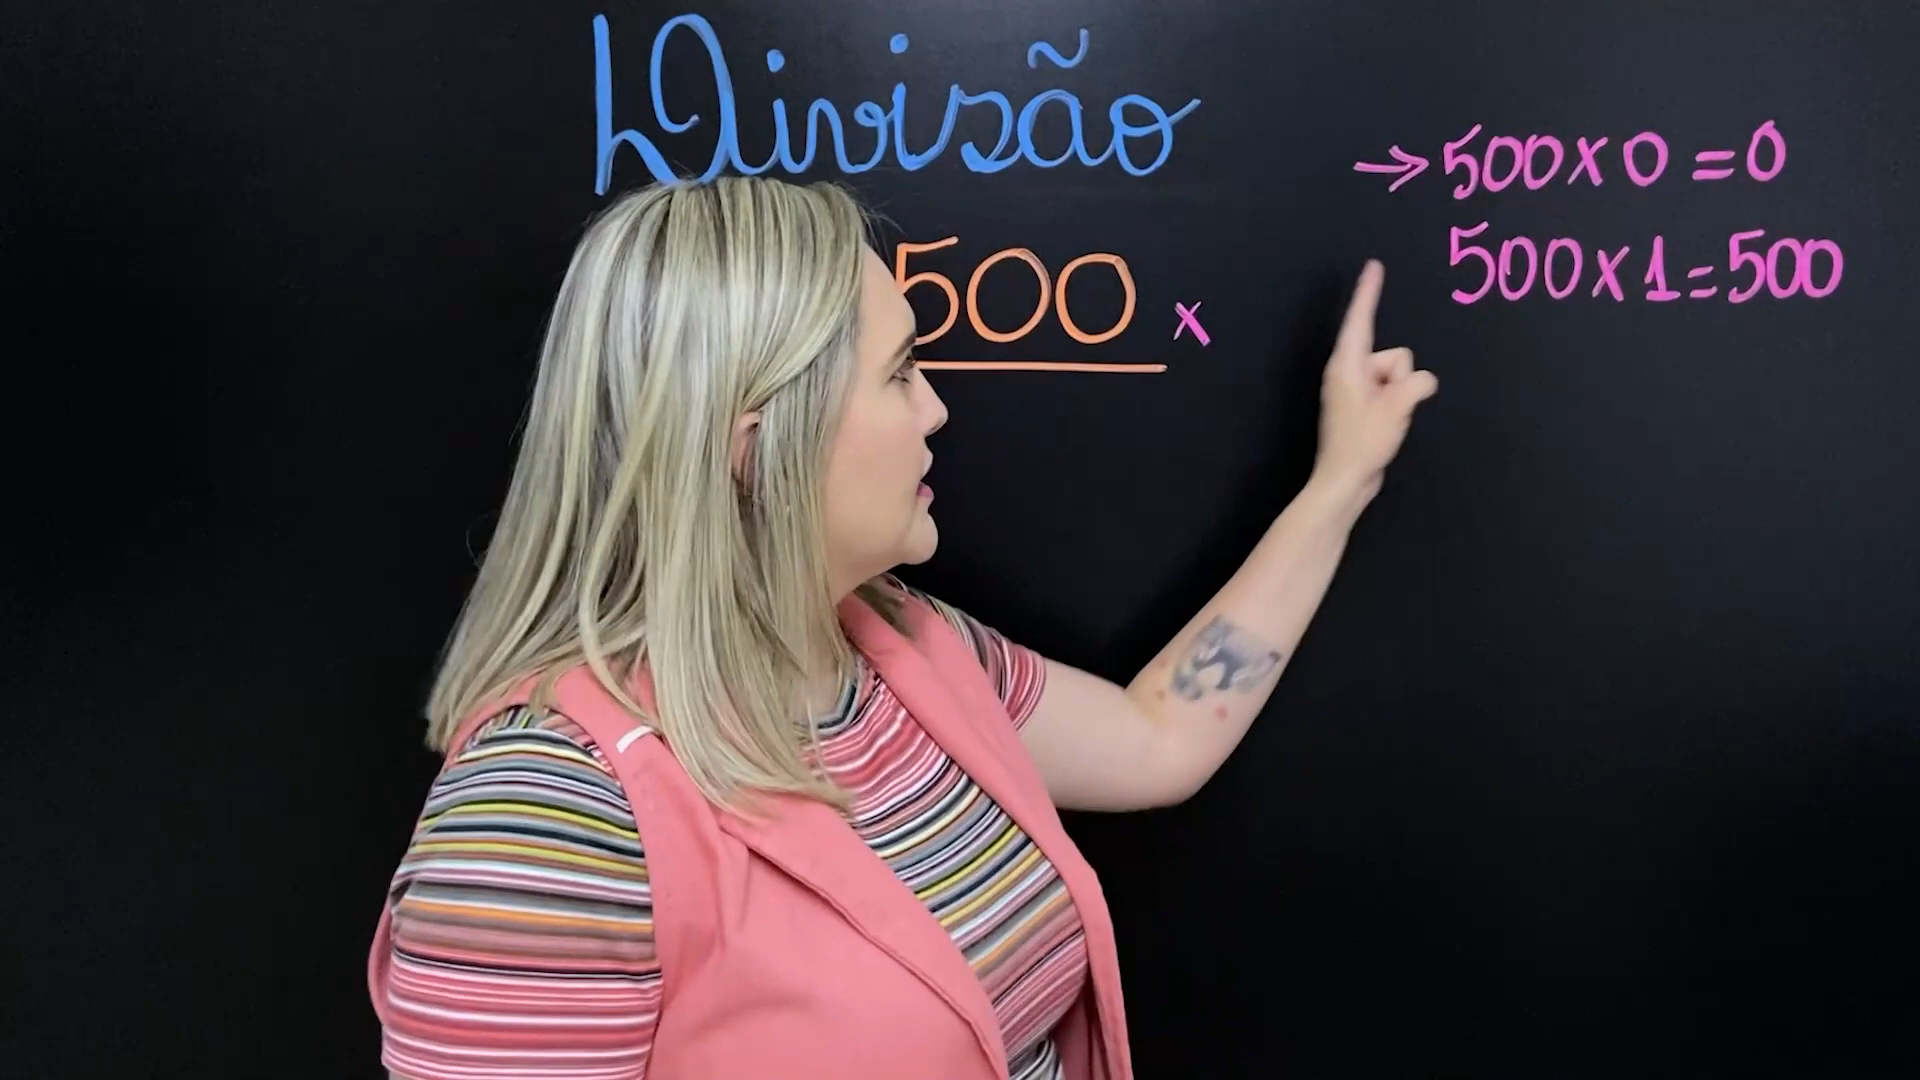 Divisão
→ 500 x 0 = 0
500 x 1 = 500
500 x